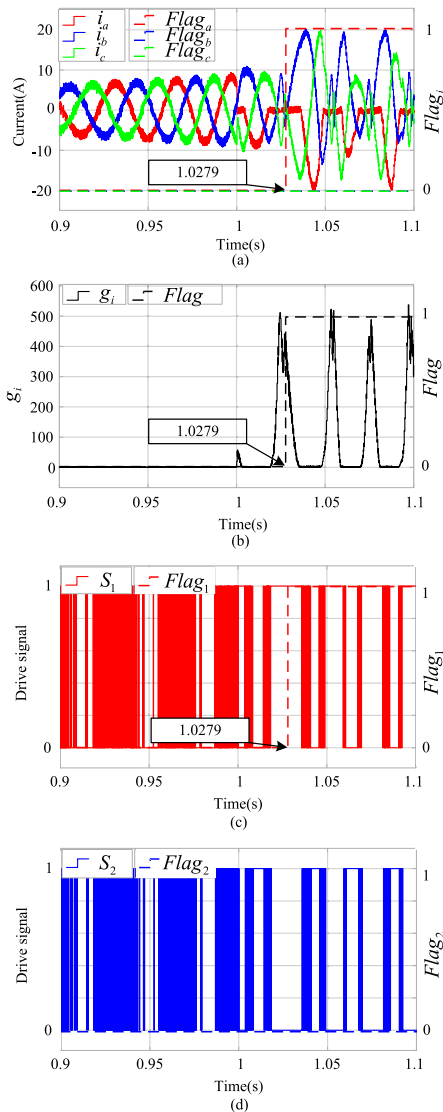 i_a Flag_a
i_b Flag_b
i_c Flag_c
20
10
0
-10
-20
Current(A)
1
0
Flag_i
1.0279
0.9 0.95 1 1.05 1.1
Time(s)
(a)
g_i Flag
600
500
400
300
200
100
0
g_i
1
0
Flag
1.0279
0.9 0.95 1 1.05 1.1
Time(s)
(b)
S_1 Flag_1
1
0
Drive signal
1
0
Flag_1
1.0279
0.9 0.95 1 1.05 1.1
Time(s)
(c)
S_2 Flag_2
1
0
Drive signal
1
0
Flag_2
0.9 0.95 1 1.05 1.1
Time(s)
(d)